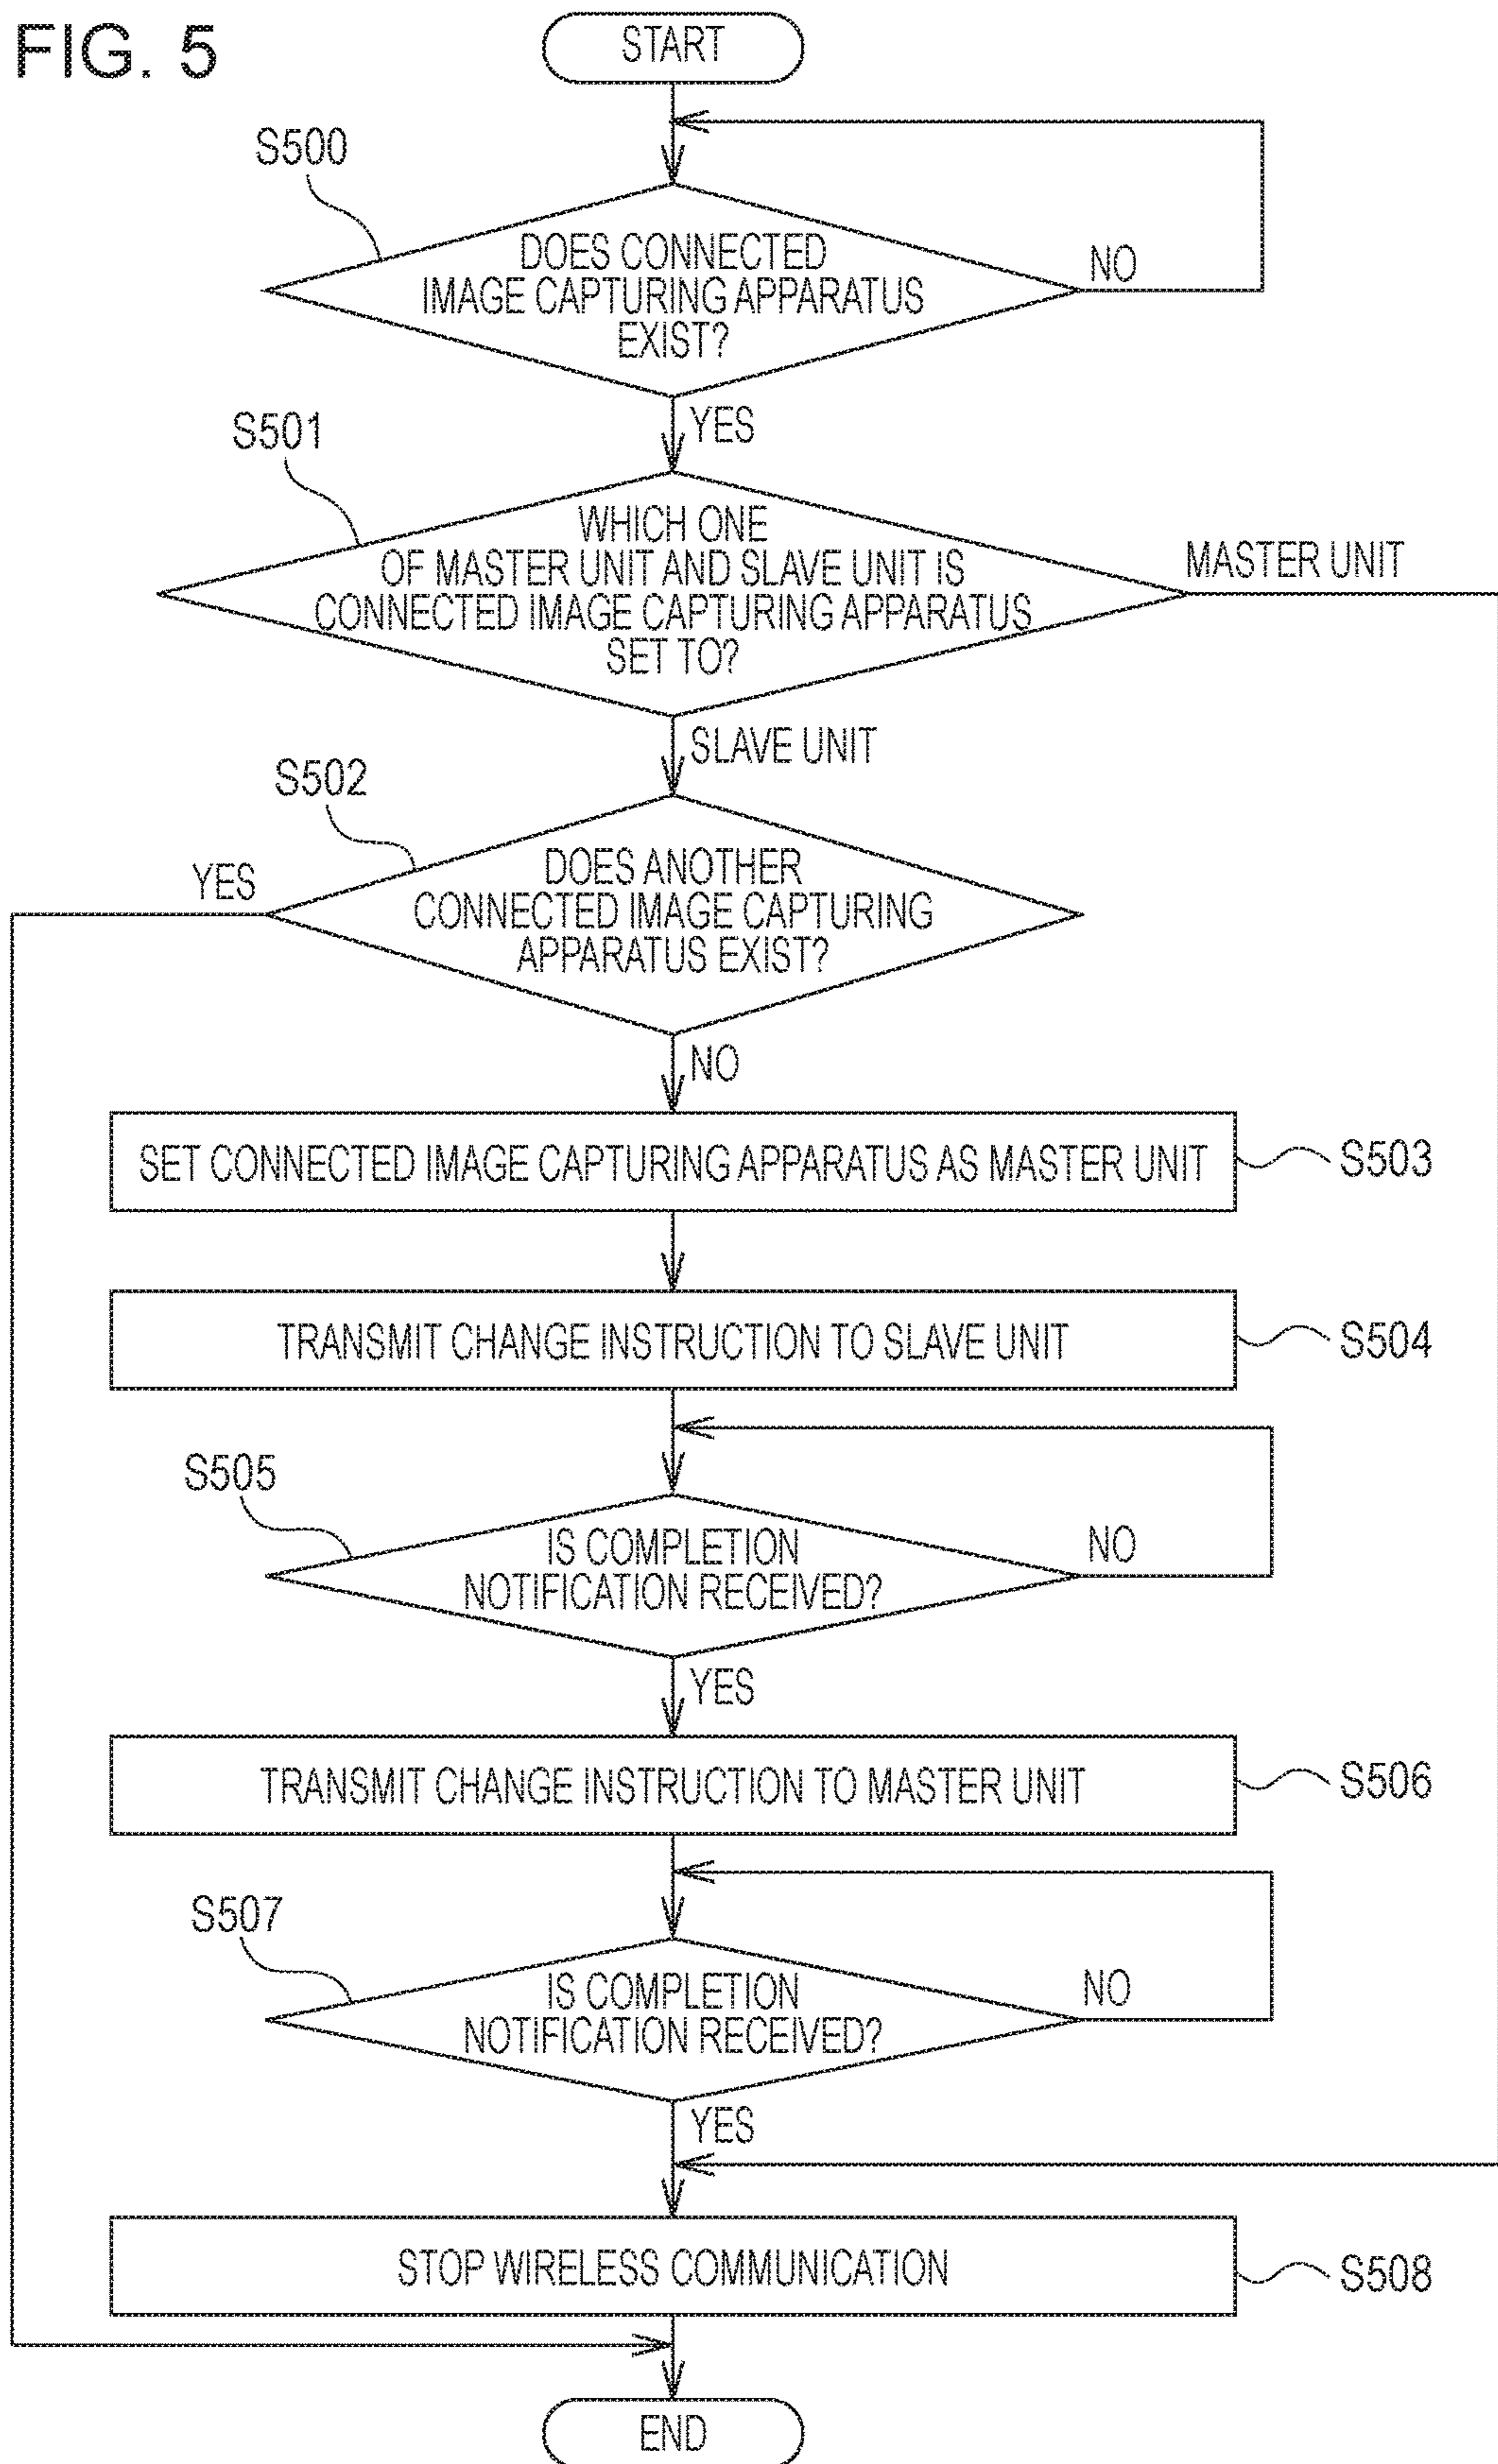 FIG. 5
START
S500
DOES CONNECTED
IMAGE CAPTURING APPARATUS
EXIST?
NO
YES
S501
WHICH ONE
OF MASTER UNIT AND SLAVE UNIT IS
CONNECTED IMAGE CAPTURING APPARATUS
SET TO?
MASTER UNIT
SLAVE UNIT
S502
DOES ANOTHER
CONNECTED IMAGE CAPTURING
APPARATUS EXIST?
YES
NO
SET CONNECTED IMAGE CAPTURING APPARATUS AS MASTER UNIT
S503
TRANSMIT CHANGE INSTRUCTION TO SLAVE UNIT
S504
S505
IS COMPLETION
NOTIFICATION RECEIVED?
NO
YES
TRANSMIT CHANGE INSTRUCTION TO MASTER UNIT
S506
S507
IS COMPLETION
NOTIFICATION RECEIVED?
NO
YES
STOP WIRELESS COMMUNICATION
S508
END